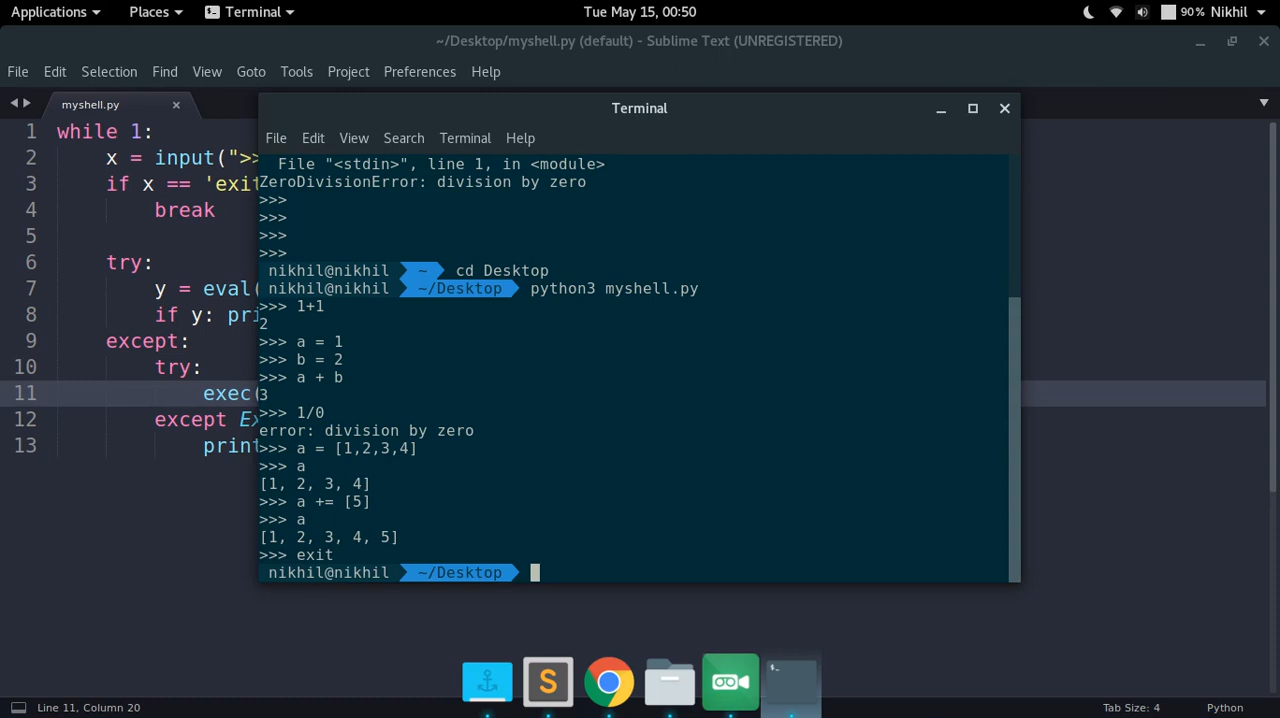 Applications Places Terminal Tue May 15, 00:50 90% Nikhil
~/Desktop/myshell.py (default) - Sublime Text (UNREGISTERED)
File Edit Selection Find View Goto Tools Project Preferences Help
myshell.py
1 while 1:
2 x = input(">>
3 if x == 'exit
4 break
5
6 try:
7 y = eval(
8 if y: pri
9 except:
10 try:
11 exec(
12 except Ex
13 print
Terminal
File Edit View Search Terminal Help
File "<stdin>", line 1, in <module>
ZeroDivisionError: division by zero
>>>
>>>
>>>
>>>
nikhil@nikhil ~ cd Desktop
nikhil@nikhil ~/Desktop python3 myshell.py
>>> 1+1
2
>>> a = 1
>>> b = 2
>>> a + b
3
>>> 1/0
error: division by zero
>>> a = [1,2,3,4]
>>> a
[1, 2, 3, 4]
>>> a += [5]
>>> a
[1, 2, 3, 4, 5]
>>> exit
nikhil@nikhil ~/Desktop
S
Line 11, Column 20 Tab Size: 4 Python